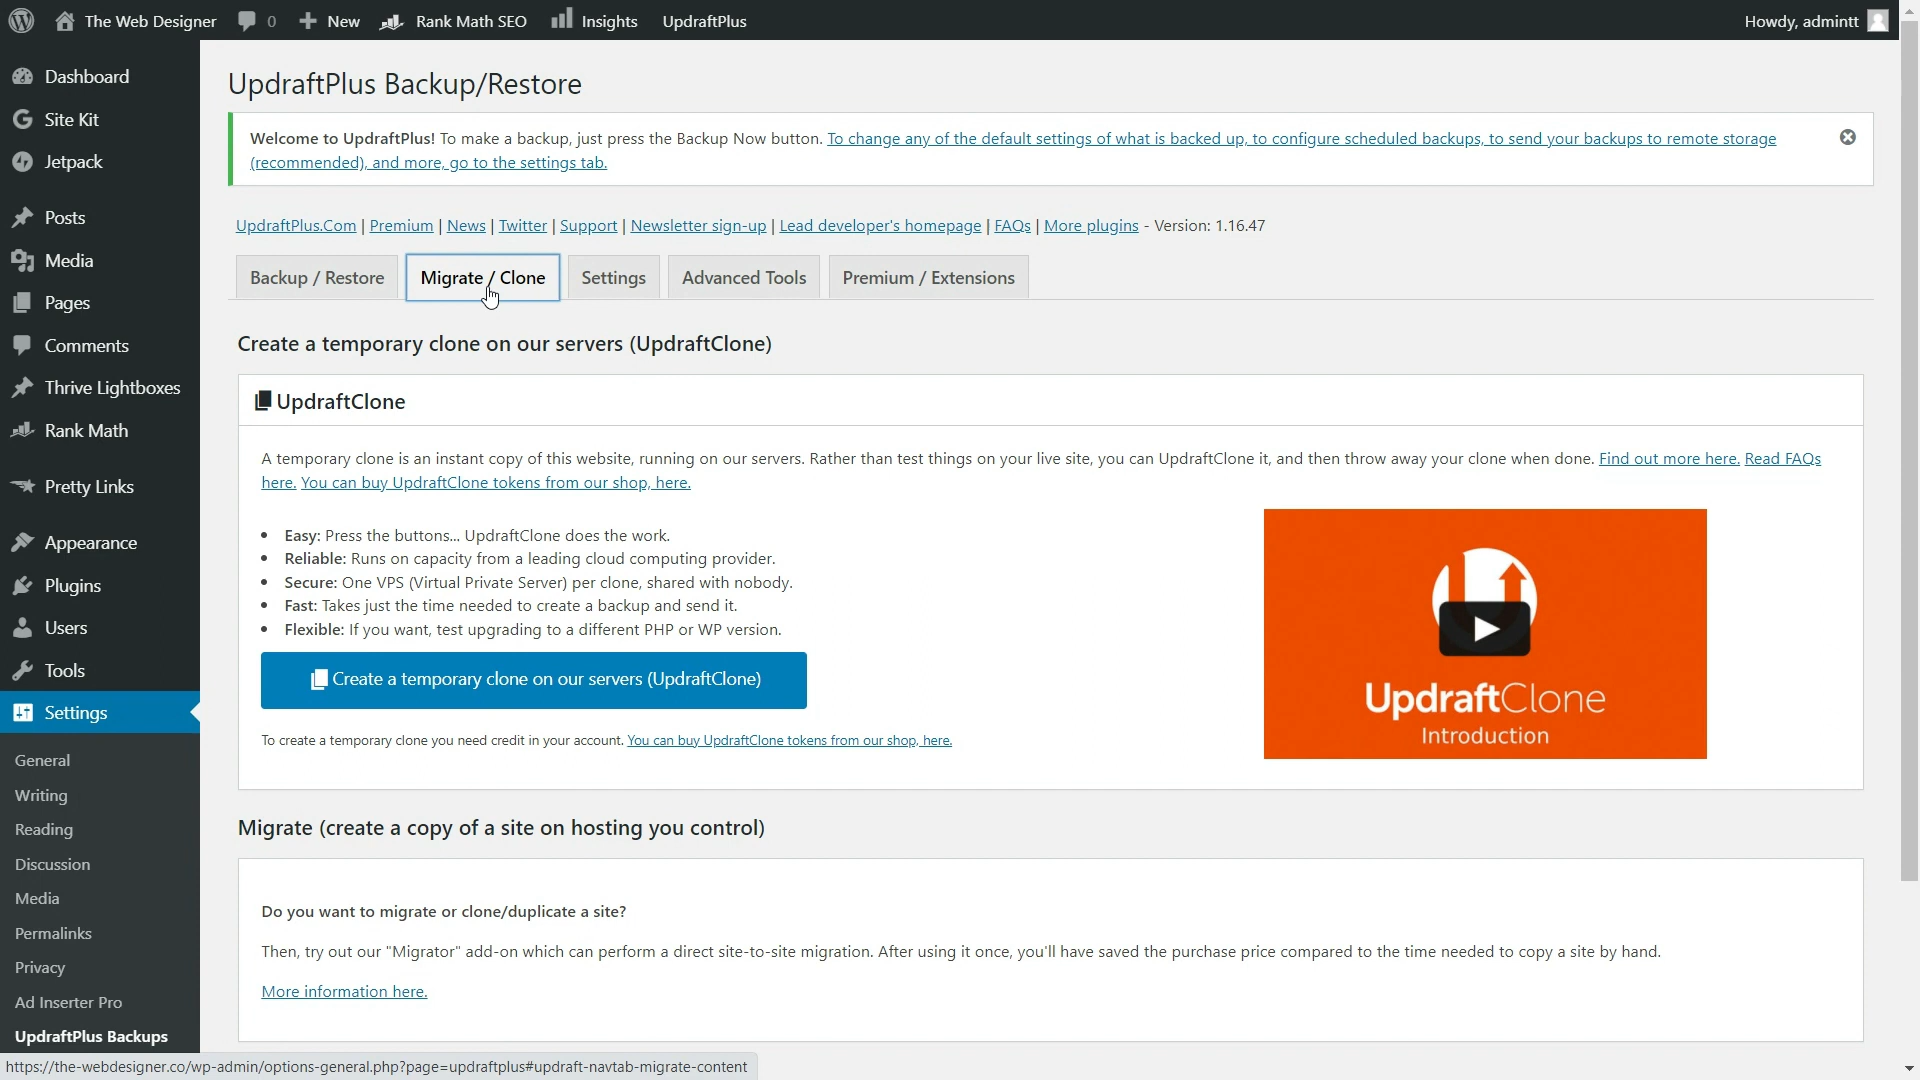 The Web Designer 0 New Rank Math SEO Insights UpdraftPlus Howdy, admintt
Dashboard
Site Kit
Jetpack
Posts
Media
Pages
Comments
Thrive Lightboxes
Rank Math
Pretty Links
Appearance
Plugins
Users
Tools
Settings
General
Writing
Reading
Discussion
Media
Permalinks
Privacy
Ad Inserter Pro
UpdraftPlus Backups
UpdraftPlus Backup/Restore
Welcome to UpdraftPlus! To make a backup, just press the Backup Now button. To change any of the default settings of what is backed up, to configure scheduled backups, to send your backups to remote storage
(recommended), and more, go to the settings tab.
UpdraftPlus.Com | Premium | News | Twitter | Support | Newsletter sign-up | Lead developer's homepage | FAQs | More plugins - Version: 1.16.47
Backup / Restore Migrate / Clone Settings Advanced Tools Premium / Extensions
Create a temporary clone on our servers (UpdraftClone)
UpdraftClone
A temporary clone is an instant copy of this website, running on our servers. Rather than test things on your live site, you can UpdraftClone it, and then throw away your clone when done. Find out more here. Read FAQs
here. You can buy UpdraftClone tokens from our shop, here.
• Easy: Press the buttons... UpdraftClone does the work.
• Reliable: Runs on capacity from a leading cloud computing provider.
• Secure: One VPS (Virtual Private Server) per clone, shared with nobody.
• Fast: Takes just the time needed to create a backup and send it.
• Flexible: If you want, test upgrading to a different PHP or WP version.
Create a temporary clone on our servers (UpdraftClone)
To create a temporary clone you need credit in your account. You can buy UpdraftClone tokens from our shop, here.
UpdraftClone
Introduction
Migrate (create a copy of a site on hosting you control)
Do you want to migrate or clone/duplicate a site?
Then, try out our "Migrator" add-on which can perform a direct site-to-site migration. After using it once, you'll have saved the purchase price compared to the time needed to copy a site by hand.
More information here.
https://the-webdesigner.co/wp-admin/options-general.php?page=updraftplus#updraft-navtab-migrate-content